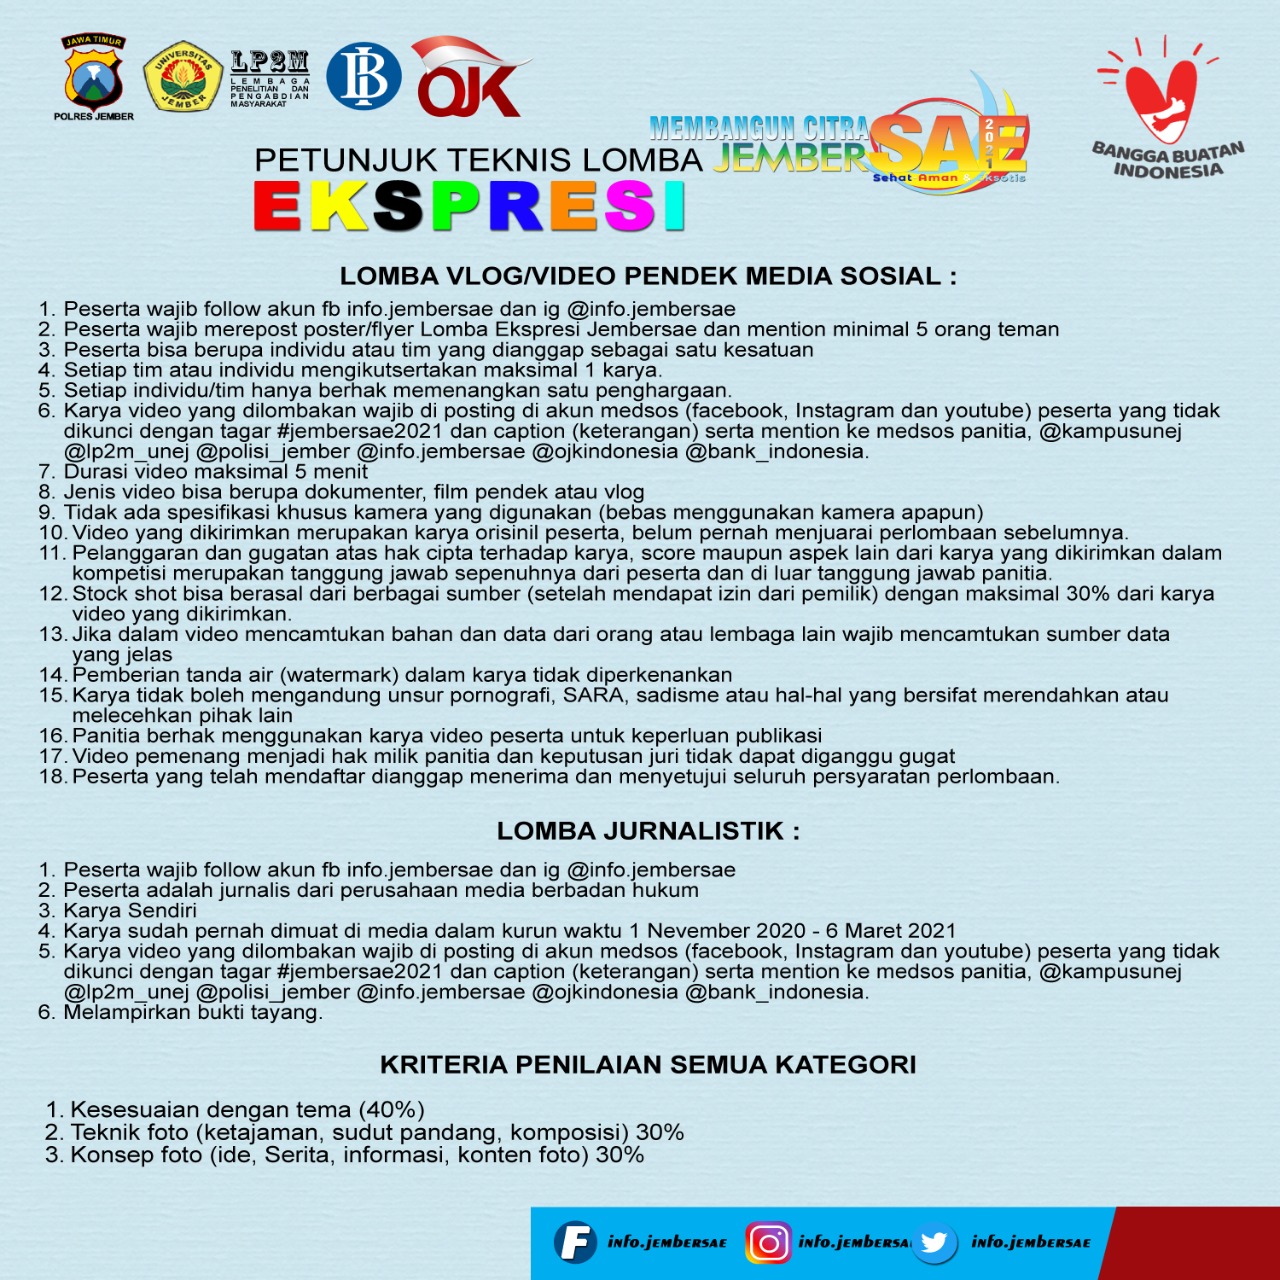 JAWA TIMUR
POLRES JEMBER
UNIVERSITAS
JEMBER
LP2M
LEMBAGA
PENELITIAN DAN
PENGABDIAN
MASYARAKAT
BI
OJK
MEMBANGUN CITRA
JEMBER SAE
2021
Sehat Aman & Eksotis
BANGGA BUATAN
INDONESIA
PETUNJUK TEKNIS LOMBA
EKSPRESI
LOMBA VLOG/VIDEO PENDEK MEDIA SOSIAL :
1. Peserta wajib follow akun fb info.jembersae dan ig @info.jembersae
2. Peserta wajib merepost poster/flyer Lomba Ekspresi Jembersae dan mention minimal 5 orang teman
3. Peserta bisa berupa individu atau tim yang dianggap sebagai satu kesatuan
4. Setiap tim atau individu mengikutsertakan maksimal 1 karya.
5. Setiap individu/tim hanya berhak memenangkan satu penghargaan.
6. Karya video yang dilombakan wajib di posting di akun medsos (facebook, Instagram dan youtube) peserta yang tidak
dikunci dengan tagar #jembersae2021 dan caption (keterangan) serta mention ke medsos panitia, @kampusunej
@lp2m_unej @polisi_jember @info.jembersae @ojkindonesia @bank_indonesia.
7. Durasi video maksimal 5 menit
8. Jenis video bisa berupa dokumenter, film pendek atau vlog
9. Tidak ada spesifikasi khusus kamera yang digunakan (bebas menggunakan kamera apapun)
10. Video yang dikirimkan merupakan karya orisinil peserta, belum pernah menjuarai perlombaan sebelumnya.
11. Pelanggaran dan gugatan atas hak cipta terhadap karya, score maupun aspek lain dari karya yang dikirimkan dalam
kompetisi merupakan tanggung jawab sepenuhnya dari peserta dan di luar tanggung jawab panitia.
12. Stock shot bisa berasal dari berbagai sumber (setelah mendapat izin dari pemilik) dengan maksimal 30% dari karya
video yang dikirimkan.
13. Jika dalam video mencamtukan bahan dan data dari orang atau lembaga lain wajib mencamtukan sumber data
yang jelas
14. Pemberian tanda air (watermark) dalam karya tidak diperkenankan
15. Karya tidak boleh mengandung unsur pornografi, SARA, sadisme atau hal-hal yang bersifat merendahkan atau
melecehkan pihak lain
16. Panitia berhak menggunakan karya video peserta untuk keperluan publikasi
17. Video pemenang menjadi hak milik panitia dan keputusan juri tidak dapat diganggu gugat
18. Peserta yang telah mendaftar dianggap menerima dan menyetujui seluruh persyaratan perlombaan.
LOMBA JURNALISTIK :
1. Peserta wajib follow akun fb info.jembersae dan ig @info.jembersae
2. Peserta adalah jurnalis dari perusahaan media berbadan hukum
3. Karya Sendiri
4. Karya sudah pernah dimuat di media dalam kurun waktu 1 Nevember 2020 - 6 Maret 2021
5. Karya video yang dilombakan wajib di posting di akun medsos (facebook, Instagram dan youtube) peserta yang tidak
dikunci dengan tagar #jembersae2021 dan caption (keterangan) serta mention ke medsos panitia, @kampusunej
@lp2m_unej @polisi_jember @info.jembersae @ojkindonesia @bank_indonesia.
6. Melampirkan bukti tayang.
KRITERIA PENILAIAN SEMUA KATEGORI
1. Kesesuaian dengan tema (40%)
2. Teknik foto (ketajaman, sudut pandang, komposisi) 30%
3. Konsep foto (ide, Serita, informasi, konten foto) 30%
info.jembersae info.jembersa info.jembersae